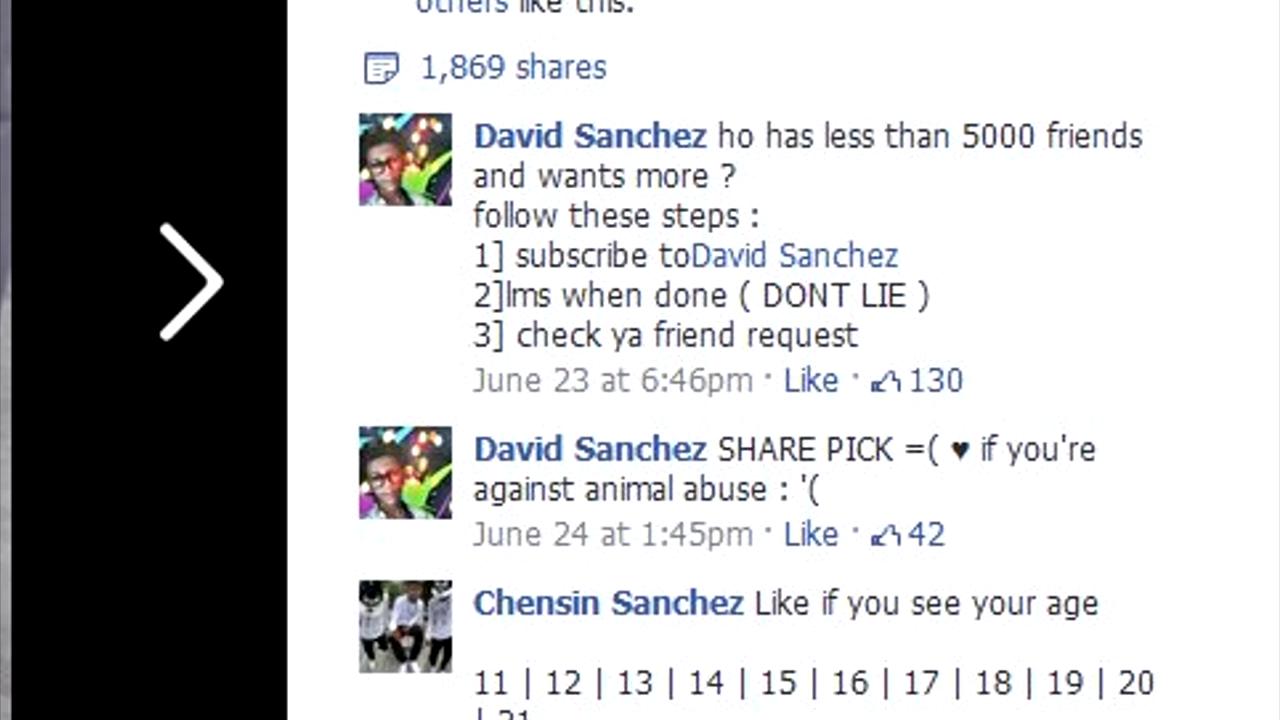 others like this.
1,869 shares
David Sanchez ho has less than 5000 friends
and wants more ?
follow these steps :
1] subscribe toDavid Sanchez
2]lms when done ( DONT LIE )
3] check ya friend request
June 23 at 6:46pm · Like · 130
David Sanchez SHARE PICK =( ♥ if you're
against animal abuse : '(
June 24 at 1:45pm · Like · 42
Chensin Sanchez Like if you see your age
11 | 12 | 13 | 14 | 15 | 16 | 17 | 18 | 19 | 20
| 21